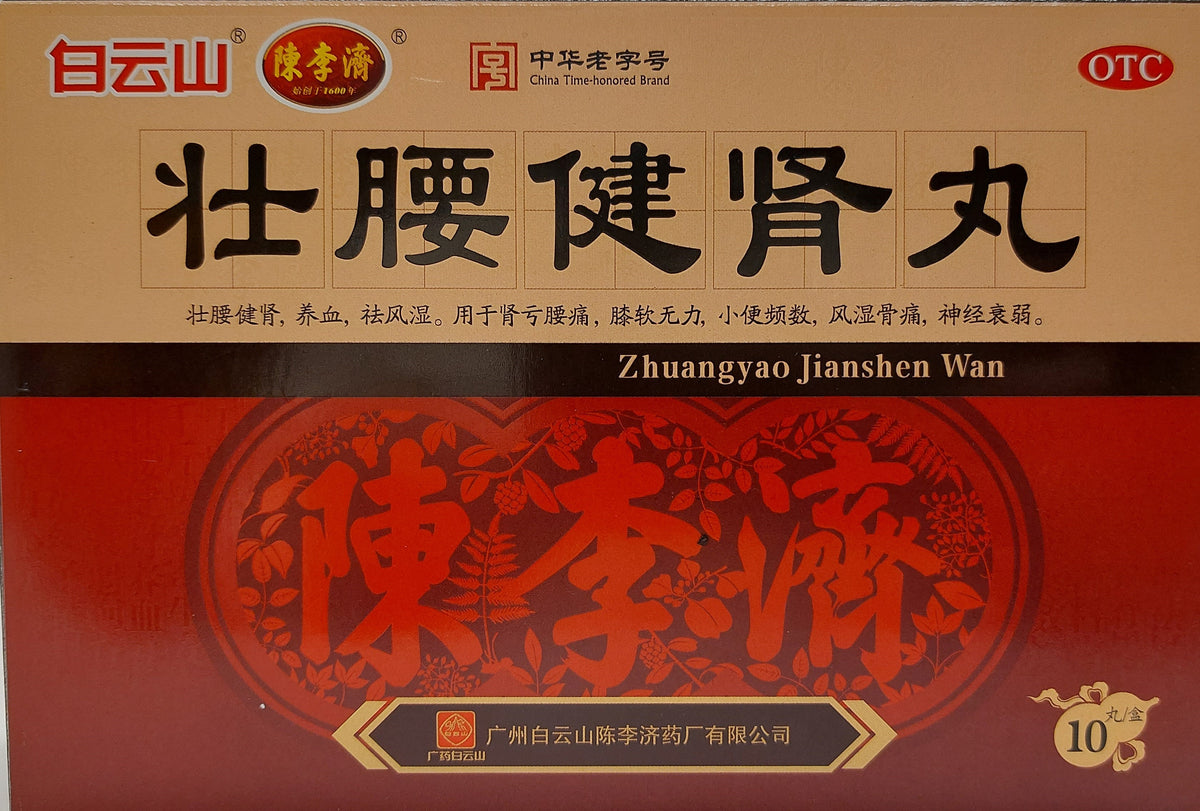 白云山®
陳李濟®
始创于1600年
中华老字号
China Time-honored Brand
OTC
壮腰健肾丸
壮腰健肾, 养血, 祛风湿。用于肾亏腰痛, 膝软无力, 小便频数, 风湿骨痛, 神经衰弱。
Zhuangyao Jianshen Wan
陳李濟
白云山
广药白云山
广州白云山陈李济药厂有限公司
10丸/盒